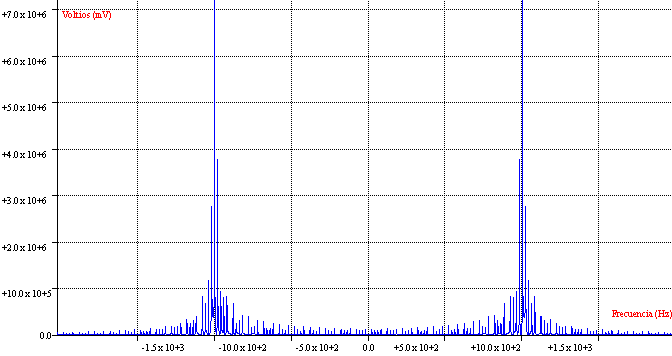 +7.0 x 10+6
Voltios (mV)
+6.0 x 10+6
+5.0 x 10+6
+4.0 x 10+6
+3.0 x 10+6
+2.0 x 10+6
+10.0 x 10+5
Frecuencia (Hz)
0.0
-1.5 x 10+3
-10.0 x 10+2
-5.0 x 10+2
0.0
+5.0 x 10+2
+10.0 x 10+2
+1.5 x 10+3